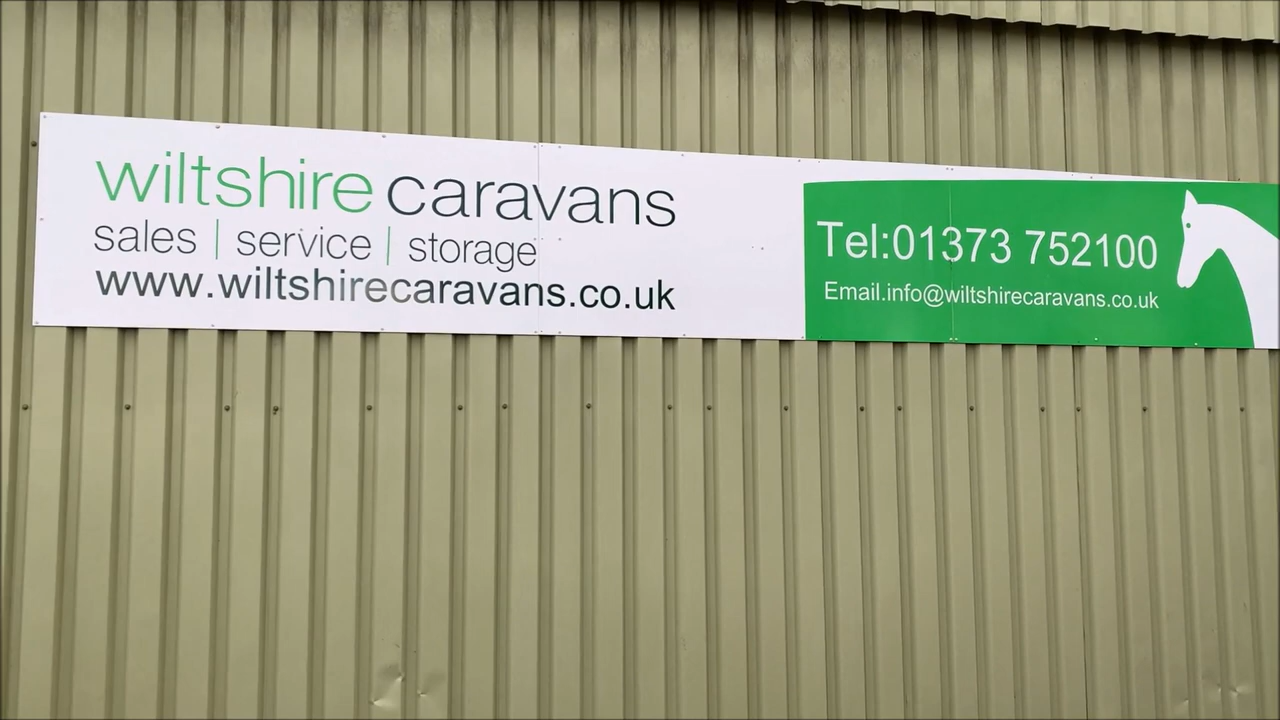 wiltshire caravans
sales | service | storage
www.wiltshirecaravans.co.uk
Tel:01373 752100
Email.info@wiltshirecaravans.co.uk